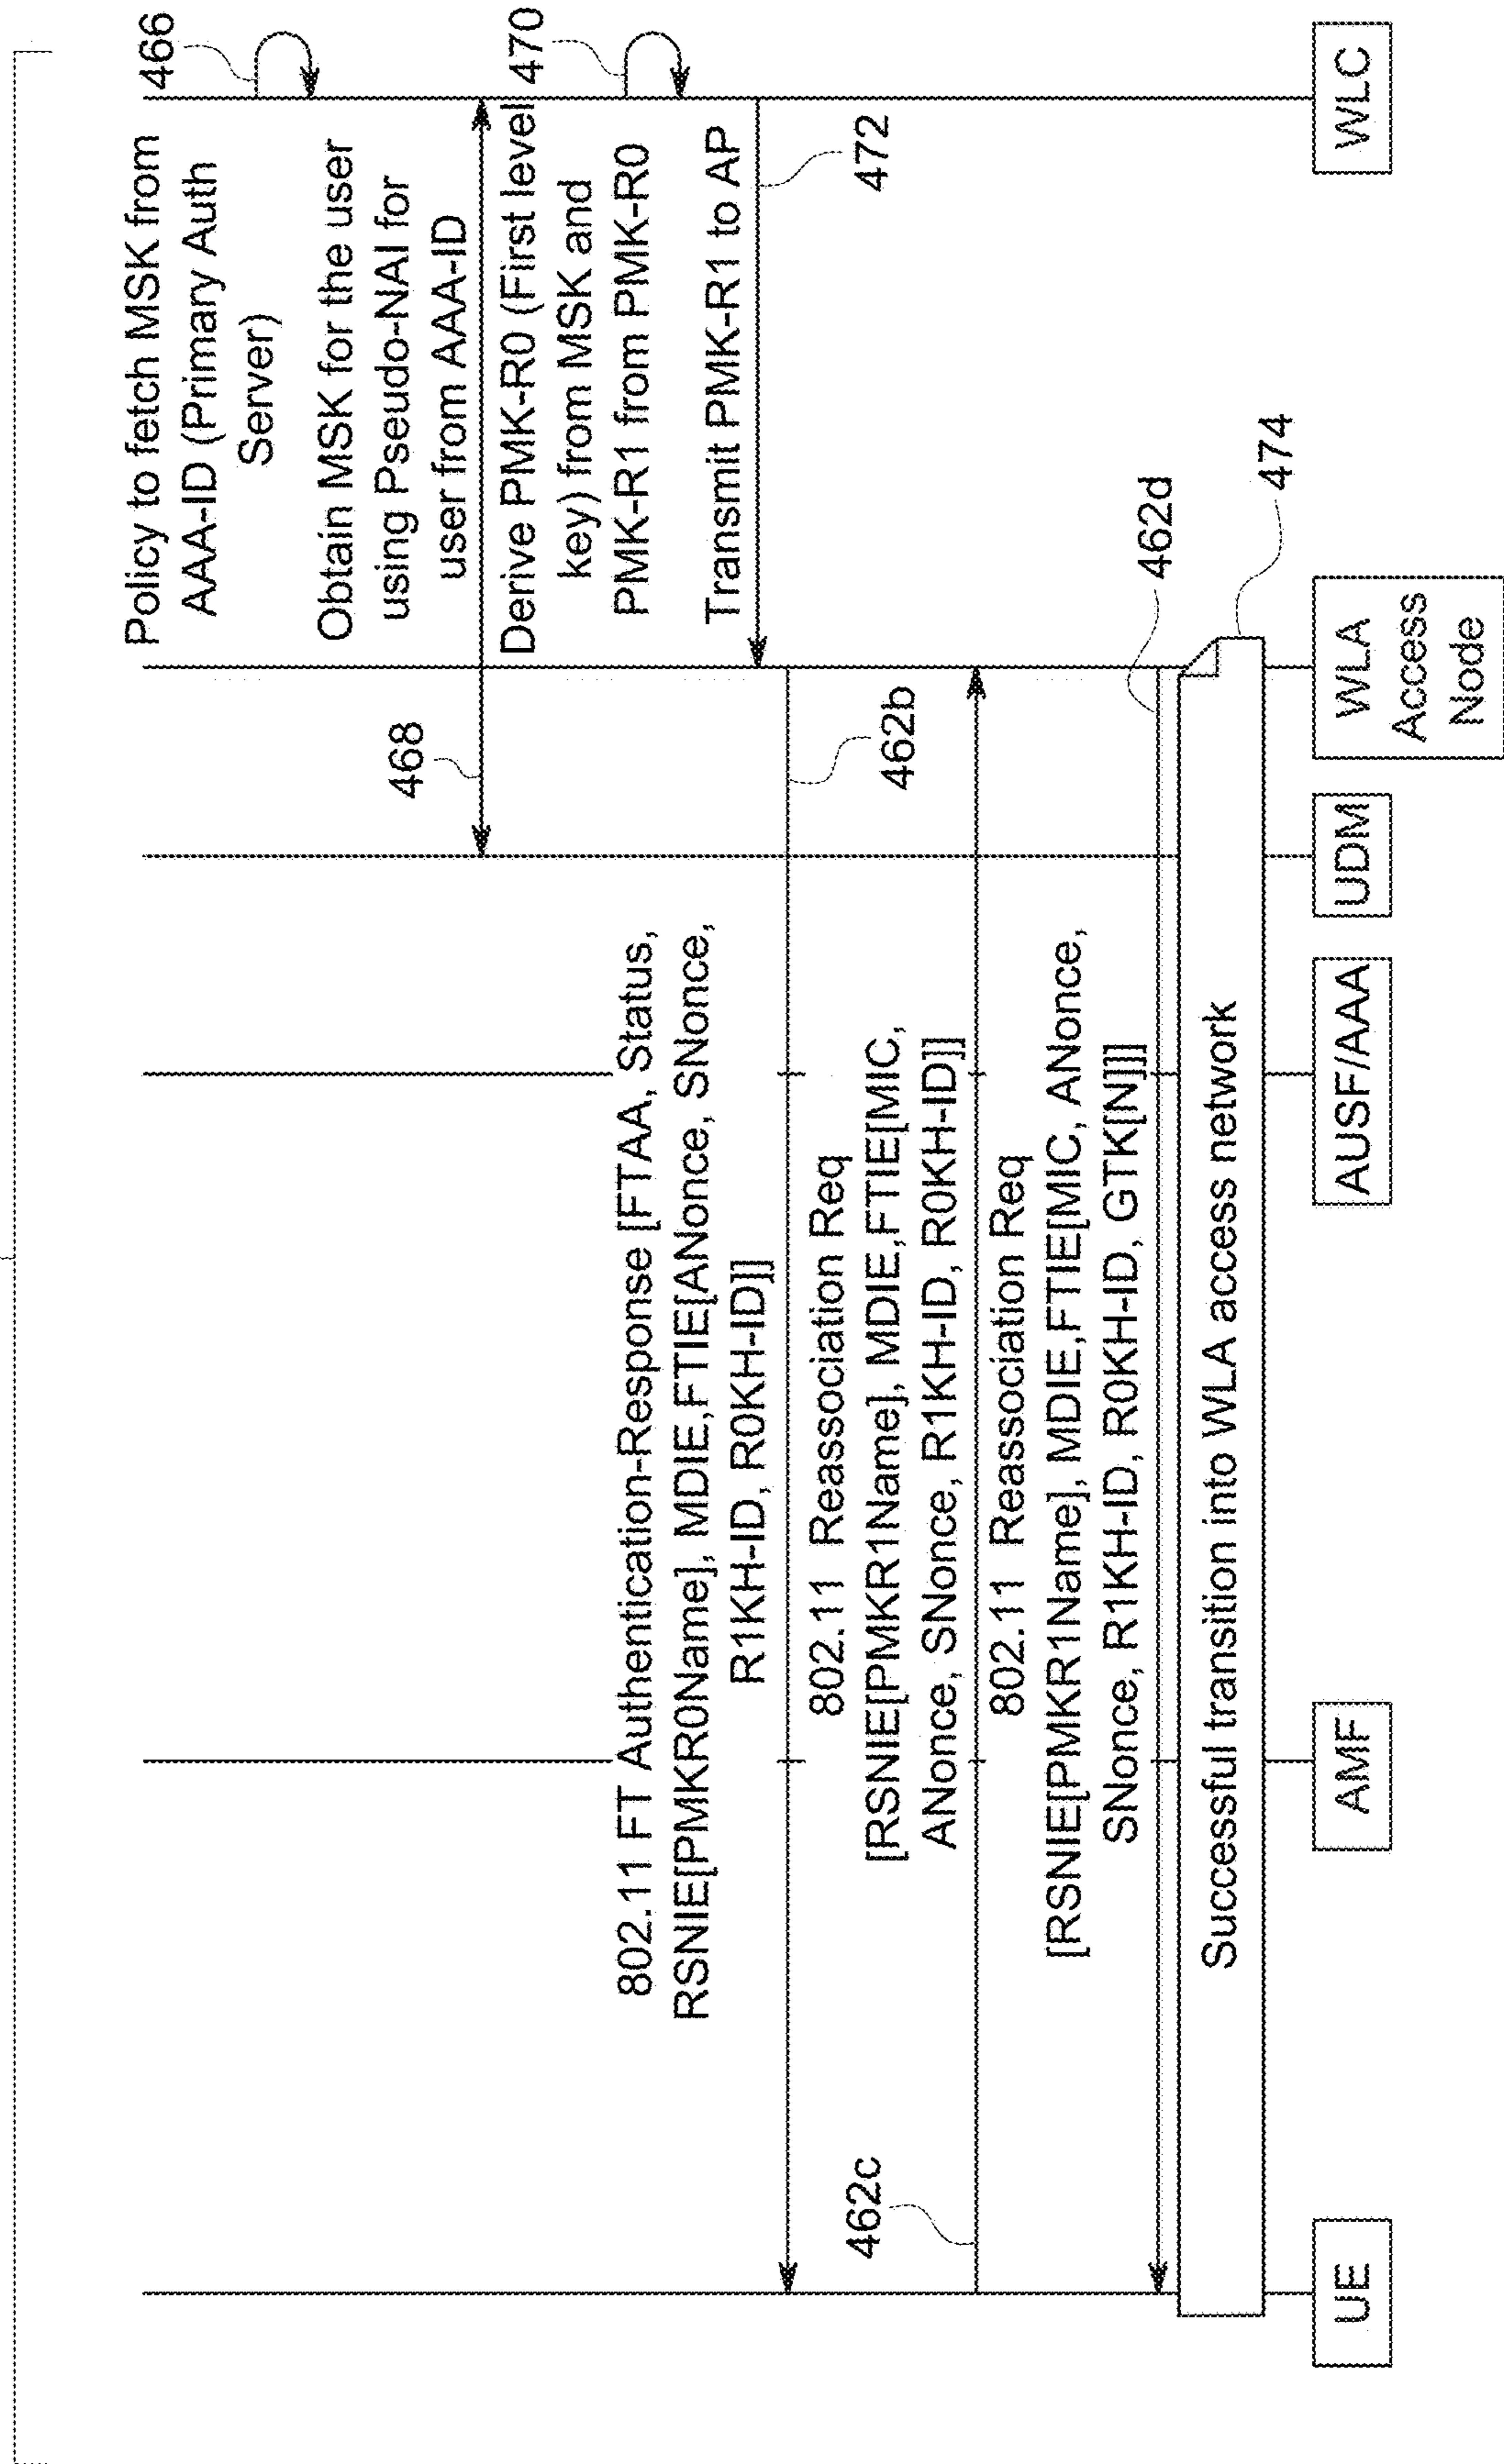 Policy to fetch MSK from
AAA-ID (Primary Auth
Server)
466
Obtain MSK for the user
using Pseudo-NAI for
user from AAA-ID
468
Derive PMK-R0 (First level
key) from MSK and
PMK-R1 from PMK-R0
470
Transmit PMK-R1 to AP
472
802.11 FT Authentication-Response [FTAA, Status,
RSNIE[PMKR0Name], MDIE,FTIE[ANonce, SNonce,
R1KH-ID, R0KH-ID]]
462b
802.11 Reassociation Req
[RSNIE[PMKR1Name], MDIE,FTIE[MIC,
ANonce, SNonce, R1KH-ID, R0KH-ID]]
462c
802.11 Reassociation Req
[RSNIE[PMKR1Name], MDIE,FTIE[MIC, ANonce,
SNonce, R1KH-ID, R0KH-ID, GTK[N]]]
462d
Successful transition into WLA access network
474
UE
AMF
AUSF/AAA
UDM
WLA
Access
Node
WLC